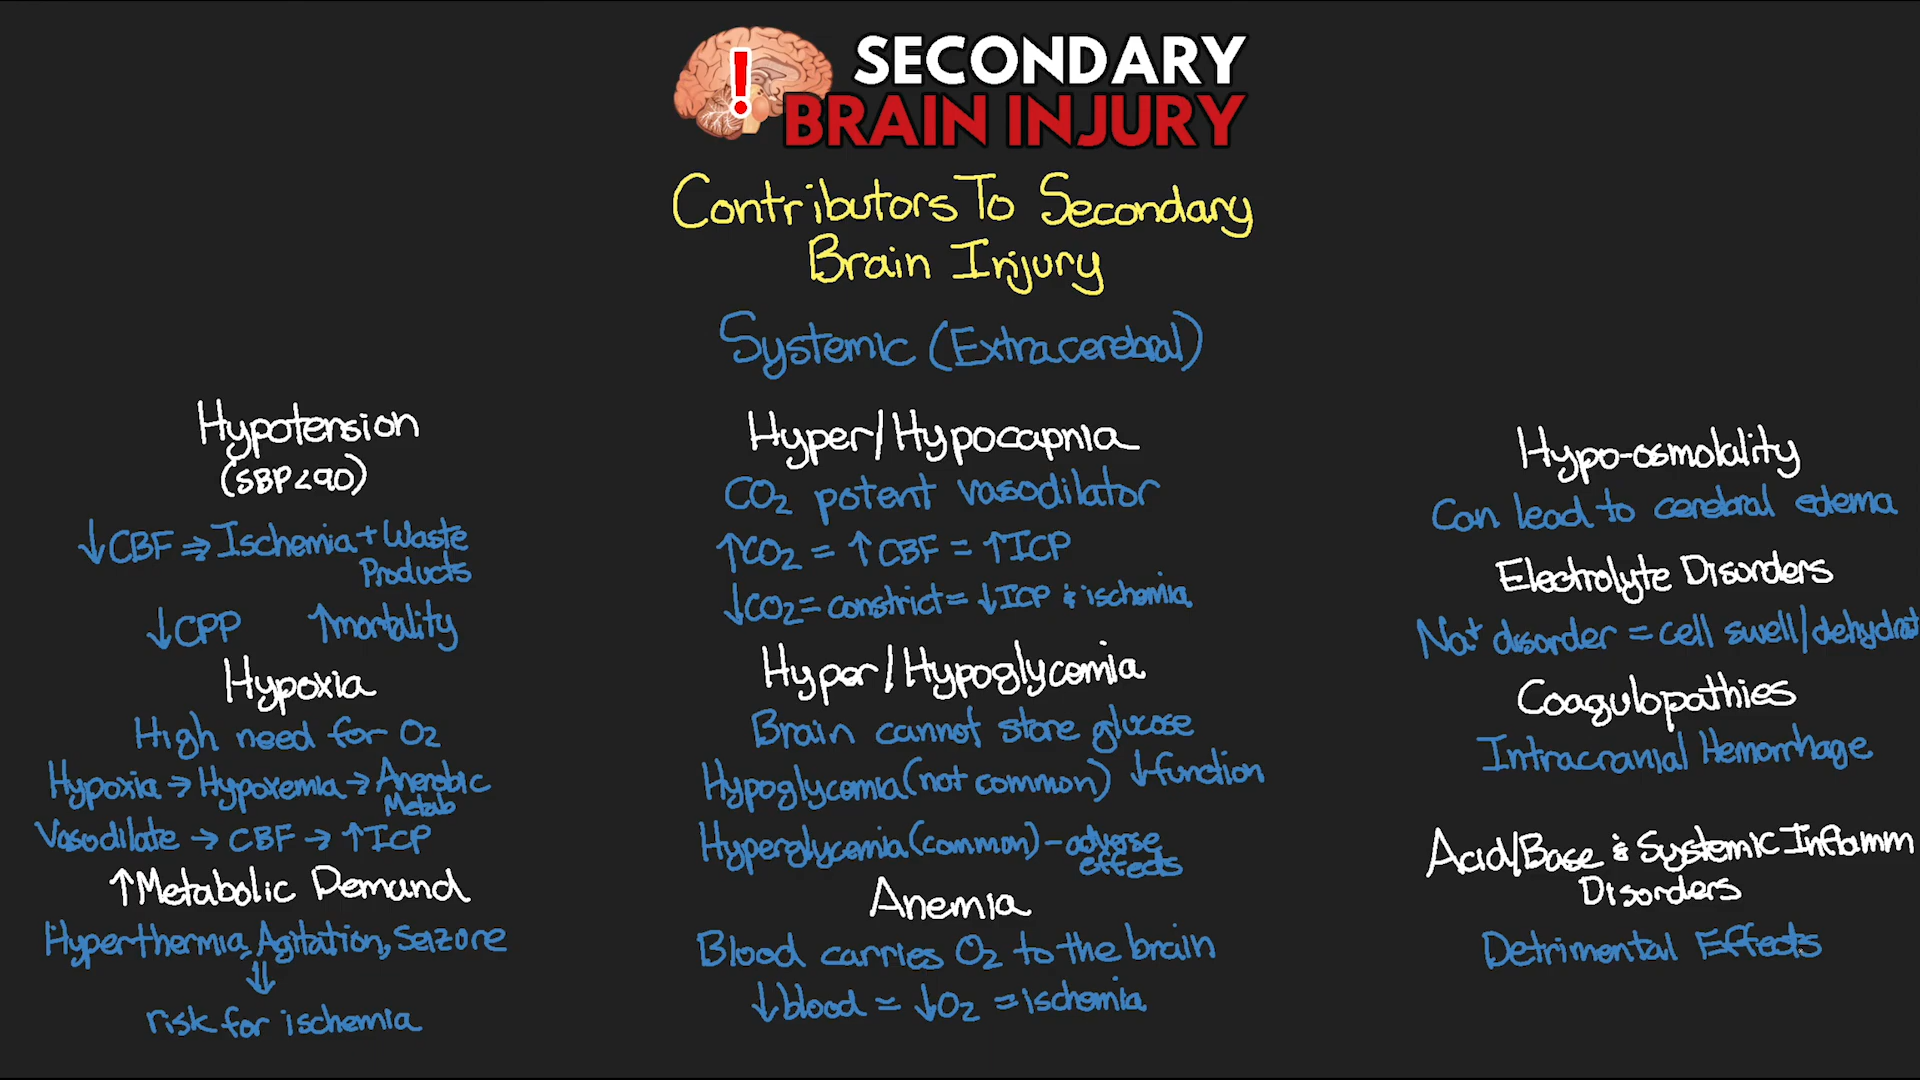 SECONDARY
BRAIN INJURY
Contributors To Secondary
Brain Injury
Systemic (Extracerebral)
Hypotension
(SBP<90)
↓CBF ⇒ Ischemia + Waste
Products
↓CPP ↑mortality
Hypoxia
High need for O2
Hypoxia → Hypoxemia → Anerobic
Metab
Vasodilate → CBF → ↑ICP
↑Metabolic Demand
Hyperthermia, Agitation, Seizore
⇓
risk for ischemia
Hyper/Hypocapnia
CO2 potent vasodilator
↑CO2 = ↑CBF = ↑ICP
↓CO2 = constrict = ↓ICP & ischemia
Hyper/Hypoglycemia
Brain cannot store glucose
Hypoglycemia (not common) ↓function
Hyperglycemia (common) - adverse
effects
Anemia
Blood carries O2 to the brain
↓blood = ↓O2 = ischemia
Hypo-osmolality
Can lead to cerebral edema
Electrolyte Disorders
Na+ disorder = cell swell/dehydrat
Coagulopathies
Intracranial Hemorrhage
Acid/Base & Systemic Inflamm
Disorders
Detrimental Effects